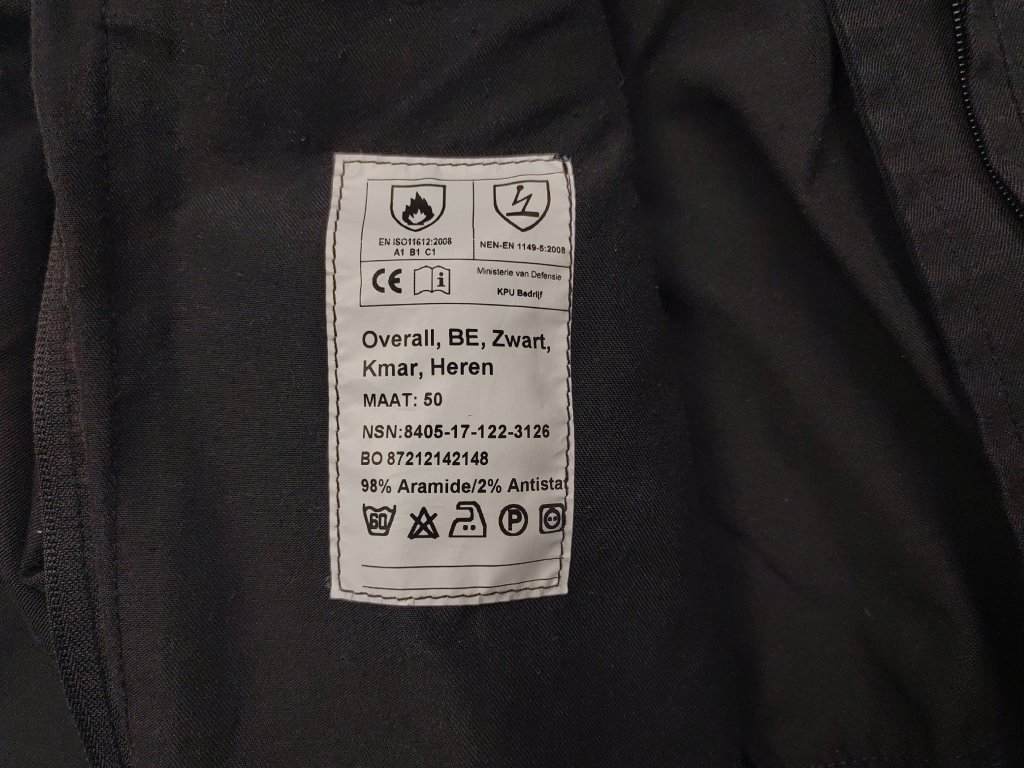 EN ISO11612:2008
A1 B1 C1
NEN-EN 1149-5:2008
CE
i
Ministerie van Defensie
KPU Bedrijf
Overall, BE, Zwart,
Kmar, Heren
MAAT: 50
NSN:8405-17-122-3126
BO 87212142148
98% Aramide/2% Antistat
60 P